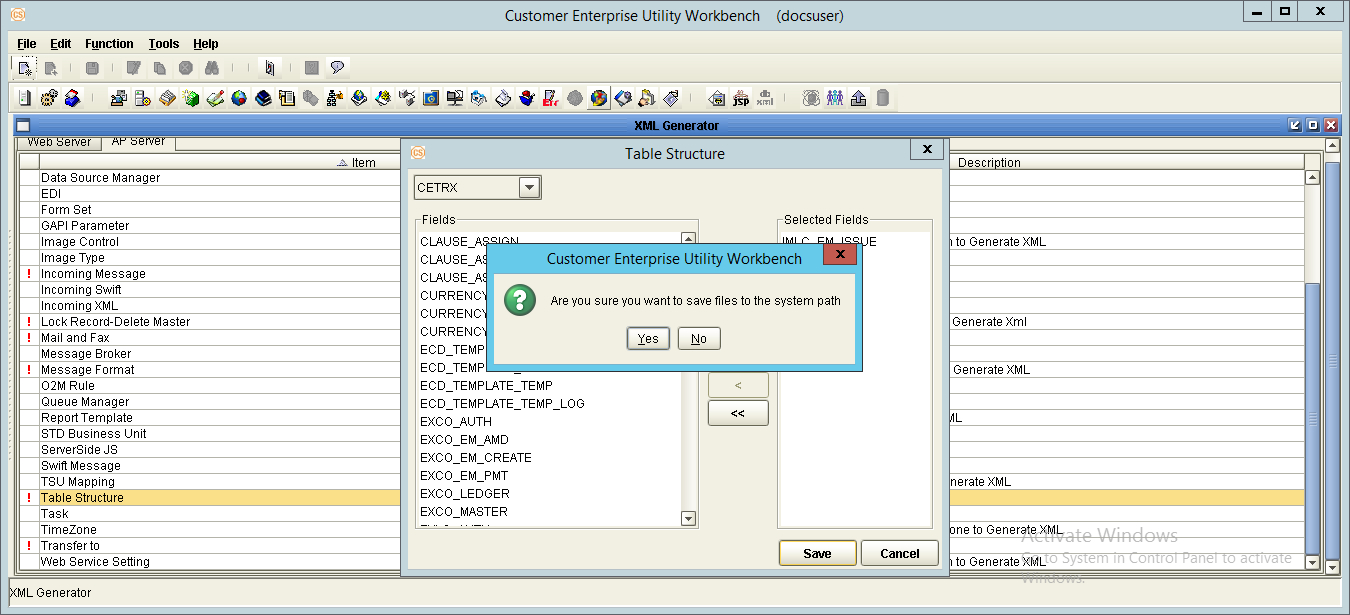 CS
Customer Enterprise Utility Workbench (docsuser)
File Edit Function Tools Help
JSP
xml
XML Generator
Web Server
AP Server
Item
Description
Data Source Manager
EDI
Form Set
GAPI Parameter
Image Control
n to Generate XML
Image Type
! Incoming Message
Incoming Swift
Incoming XML
! Lock Record-Delete Master
Generate Xml
! Mail and Fax
Message Broker
! Message Format
Generate XML
O2M Rule
Queue Manager
Report Template
ML
STD Business Unit
ServerSide JS
Swift Message
TSU Mapping
nerate XML
! Table Structure
Task
TimeZone
one to Generate XML
! Transfer to
Web Service Setting
n to Generate XML
CS
Table Structure
X
CETRX
Fields
CLAUSE_ASSIGN
CLAUSE_AS
CLAUSE_AS
CURRENCY
CURRENCY
CURRENCY
ECD_TEMP
ECD_TEMP
ECD_TEMPLATE_TEMP
ECD_TEMPLATE_TEMP_LOG
EXCO_AUTH
EXCO_EM_AMD
EXCO_EM_CREATE
EXCO_EM_PMT
EXCO_LEDGER
EXCO_MASTER
<
<<
Selected Fields
IMLC_EM_ISSUE
Customer Enterprise Utility Workbench
X
?
Are you sure you want to save files to the system path
Yes No
Save Cancel
Activate Windows
Go to System in Control Panel to activate
Windows.
XML Generator